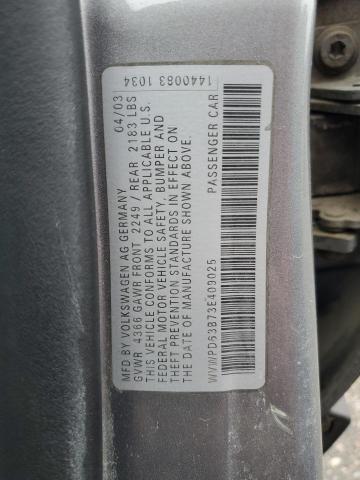 1440083 1034
MFD BY VOLKSWAGEN AG GERMANY 04/03
GVWR 4366 GAWR FRONT 2249 / REAR 2183 LBS
THIS VEHICLE CONFORMS TO ALL APPLICABLE U.S.
FEDERAL MOTOR VEHICLE SAFETY, BUMPER AND
THEFT PREVENTION STANDARDS IN EFFECT ON
THE DATE OF MANUFACTURE SHOWN ABOVE.
WVWPD63B73E409025 PASSENGER CAR